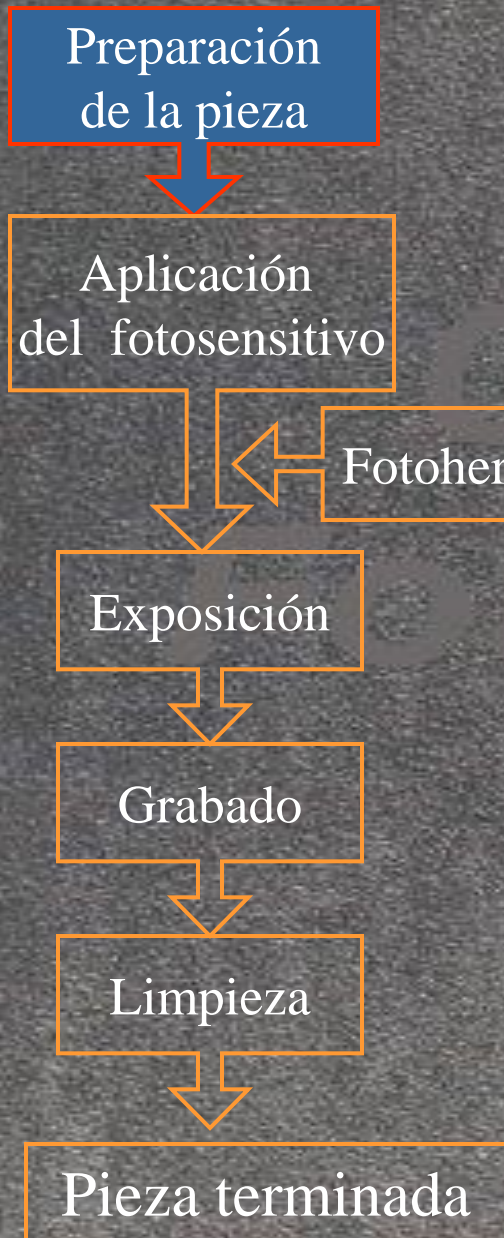 Preparación
de la pieza
Aplicación
del fotosensitivo
Fotoher
Exposición
Grabado
Limpieza
Pieza terminada